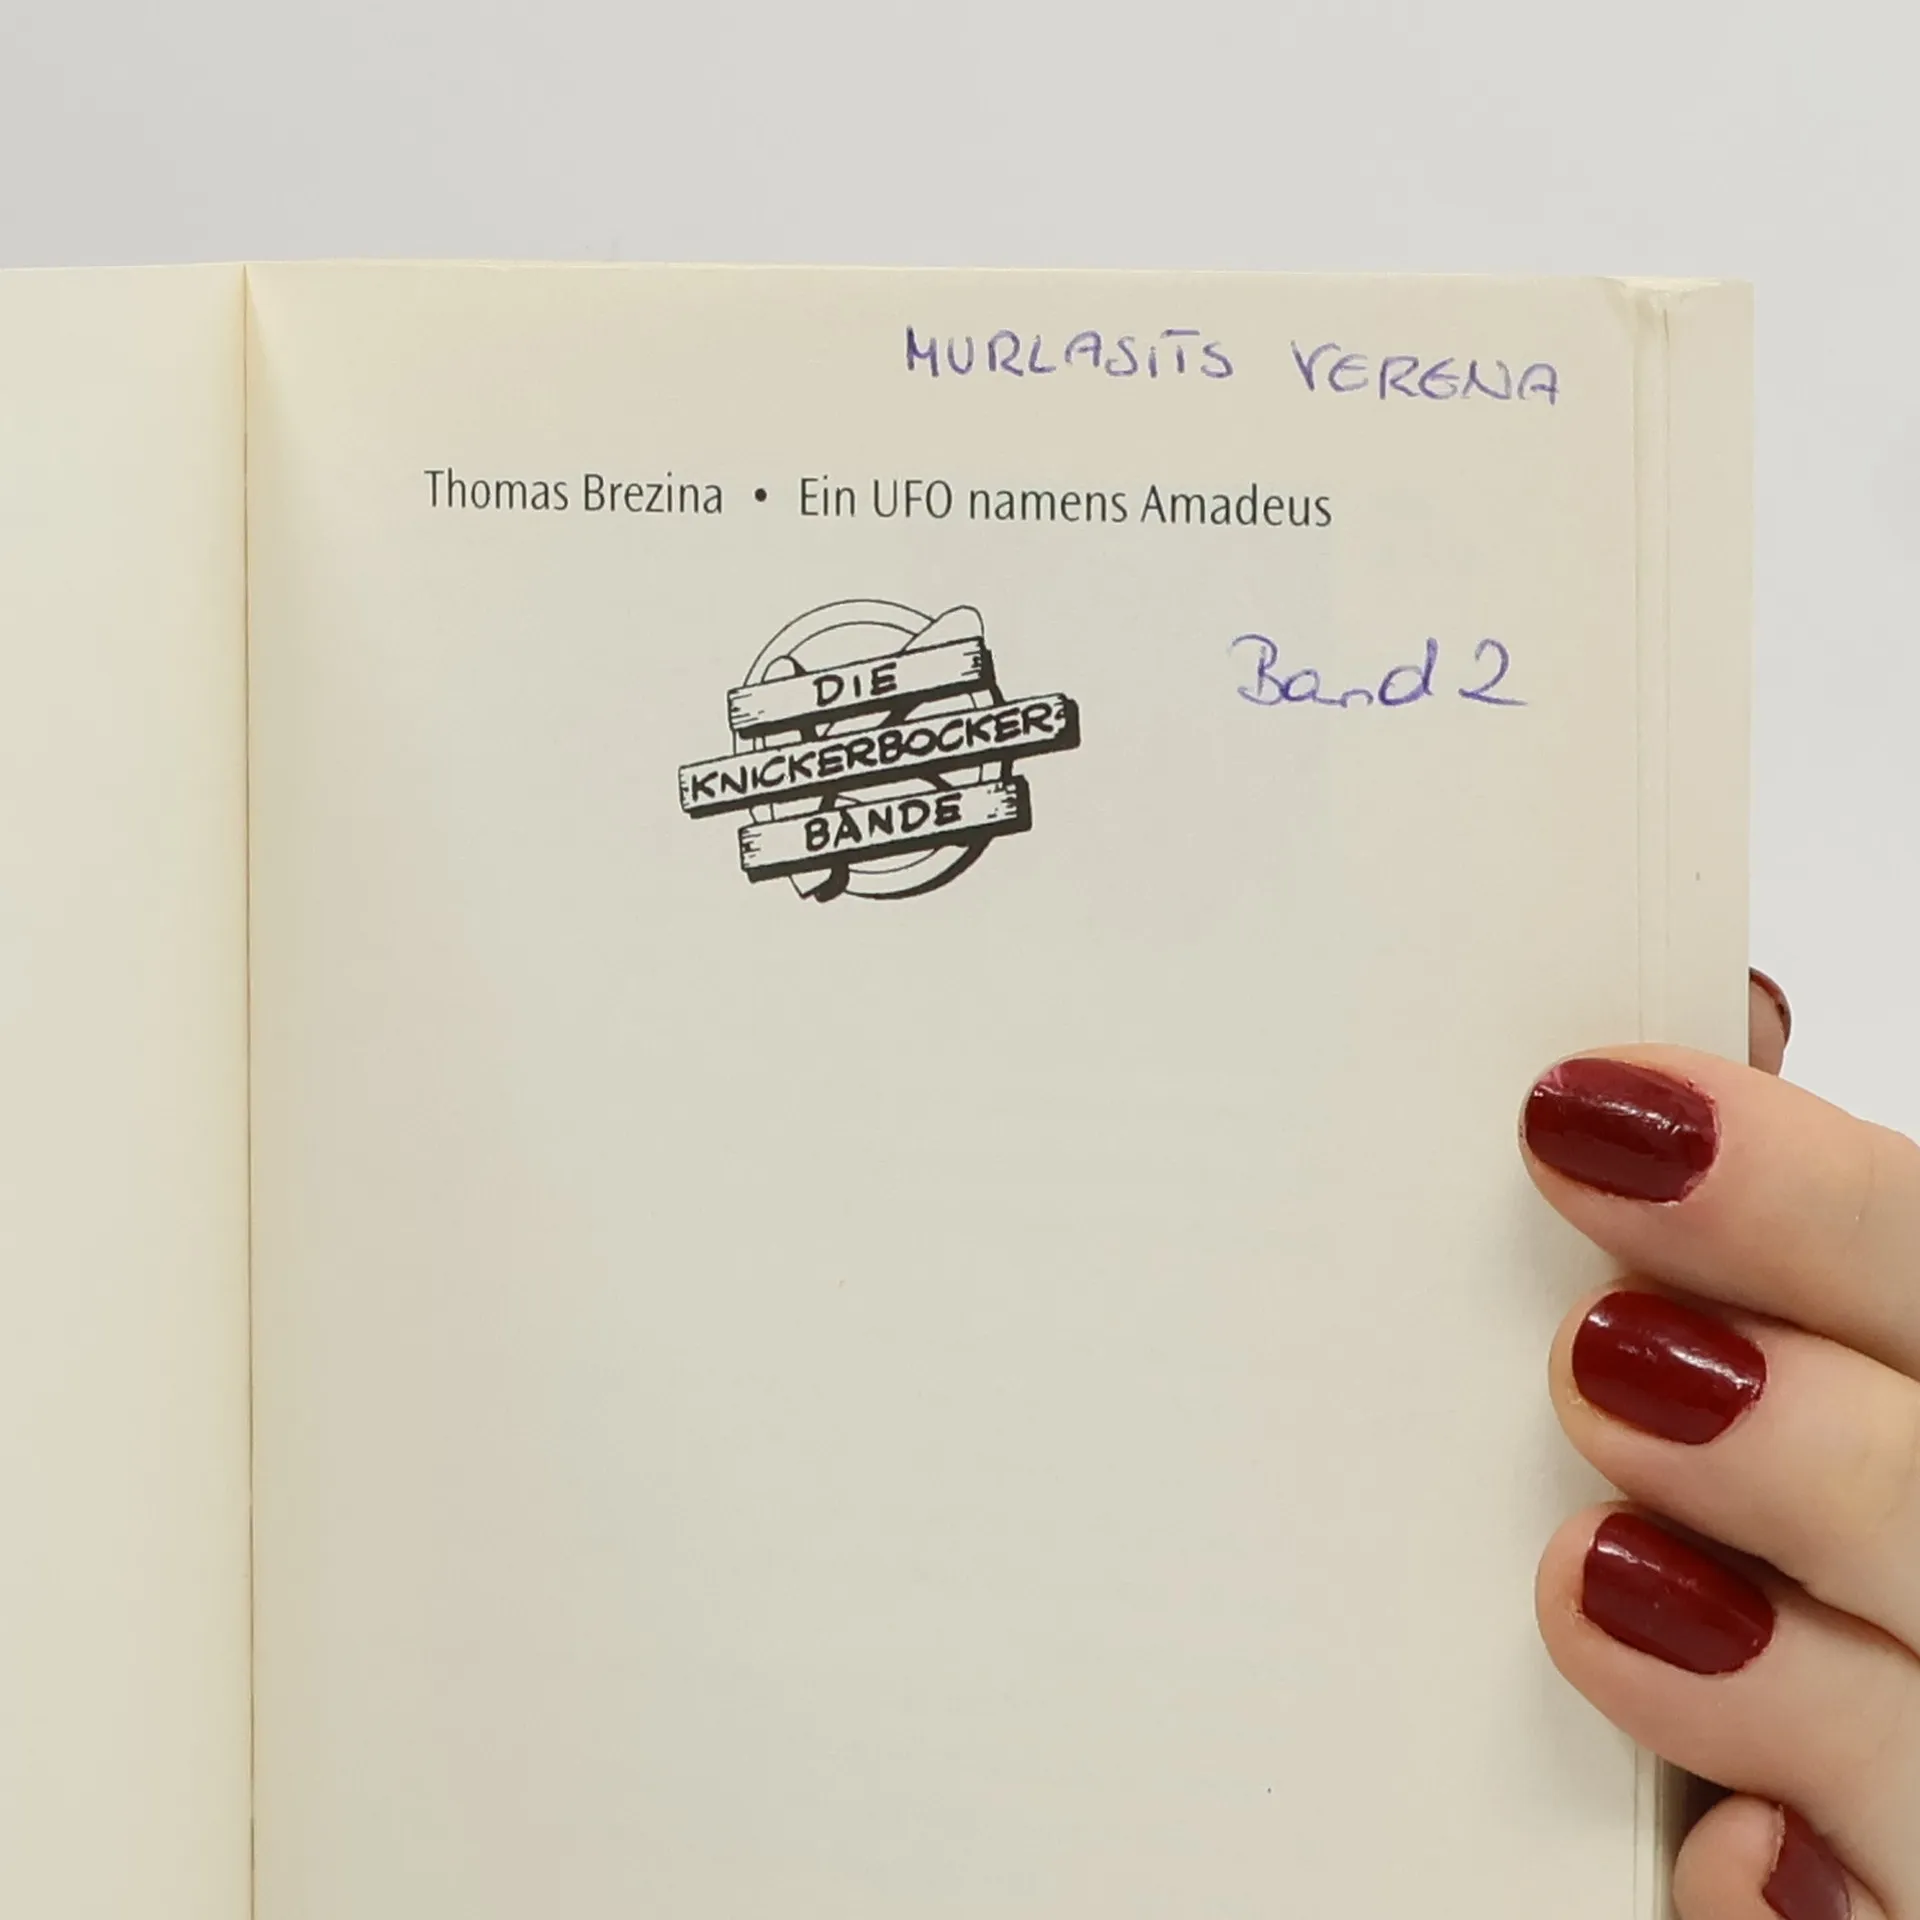 MURLASITS VERENA
Thomas Brezina • Ein UFO namens Amadeus
Band 2
DIE
KNICKERBOCKER-
BANDE